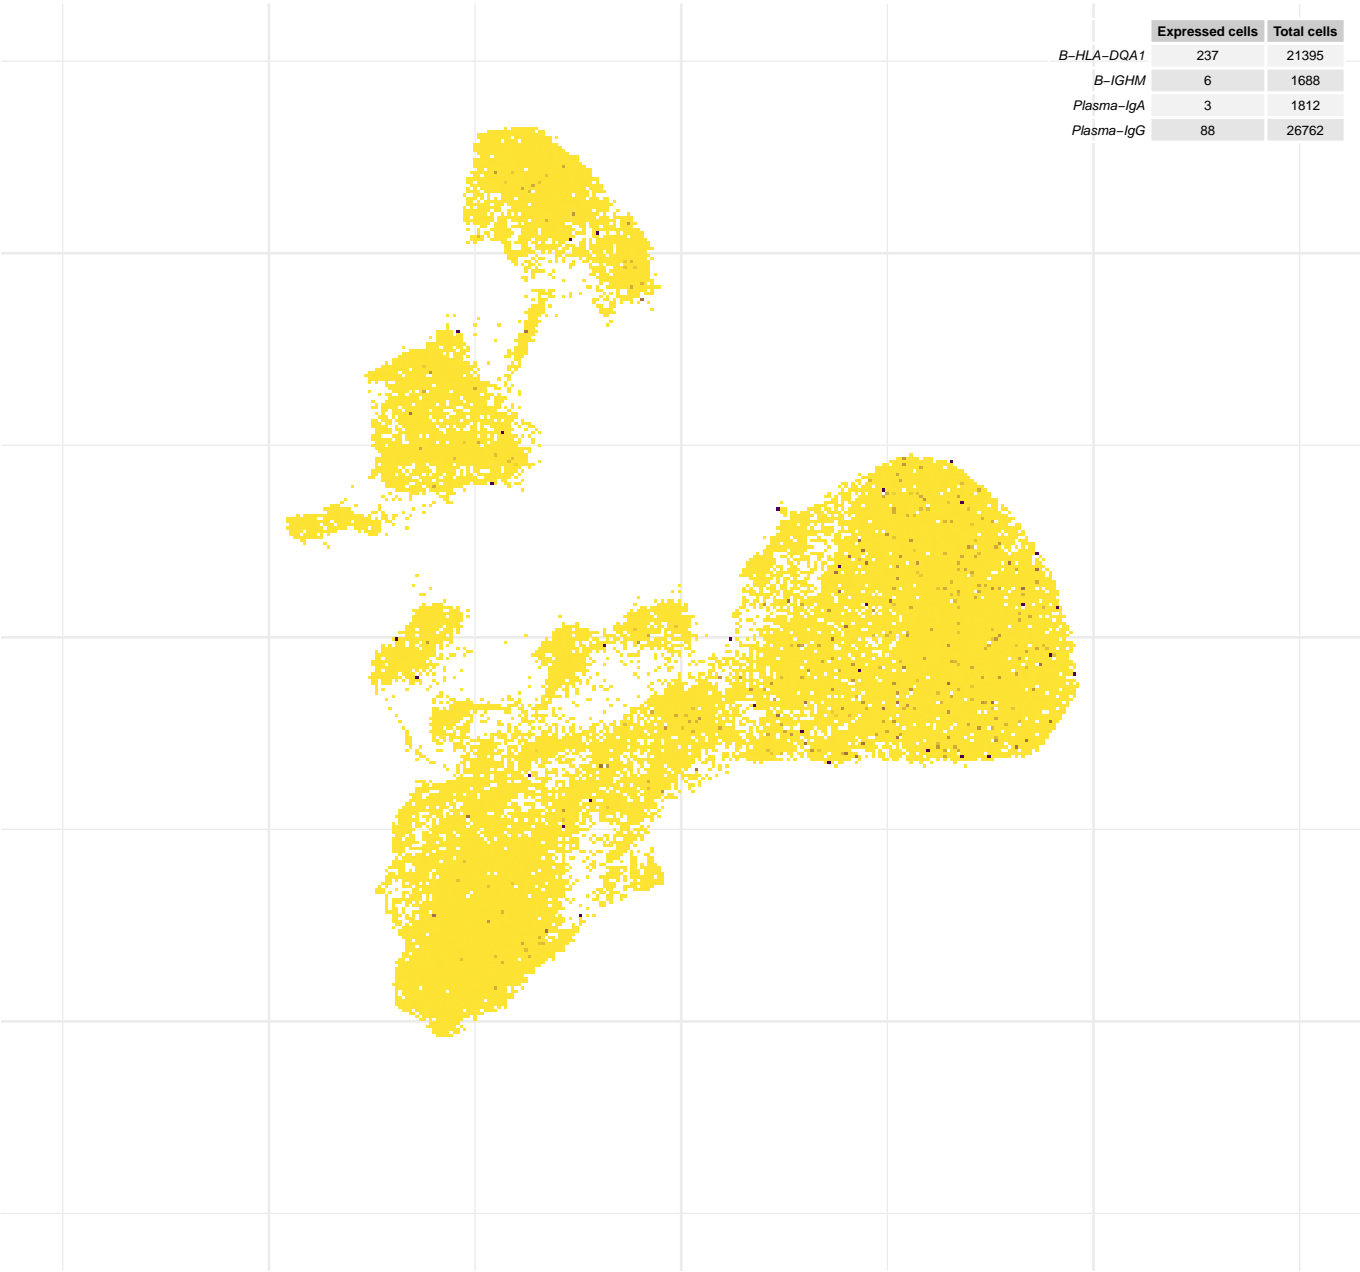 Expressed cells Total cells
B−HLA−DQA1 237 21395
B−IGHM 6 1688
Plasma−IgA 3 1812
Plasma−IgG 88 26762